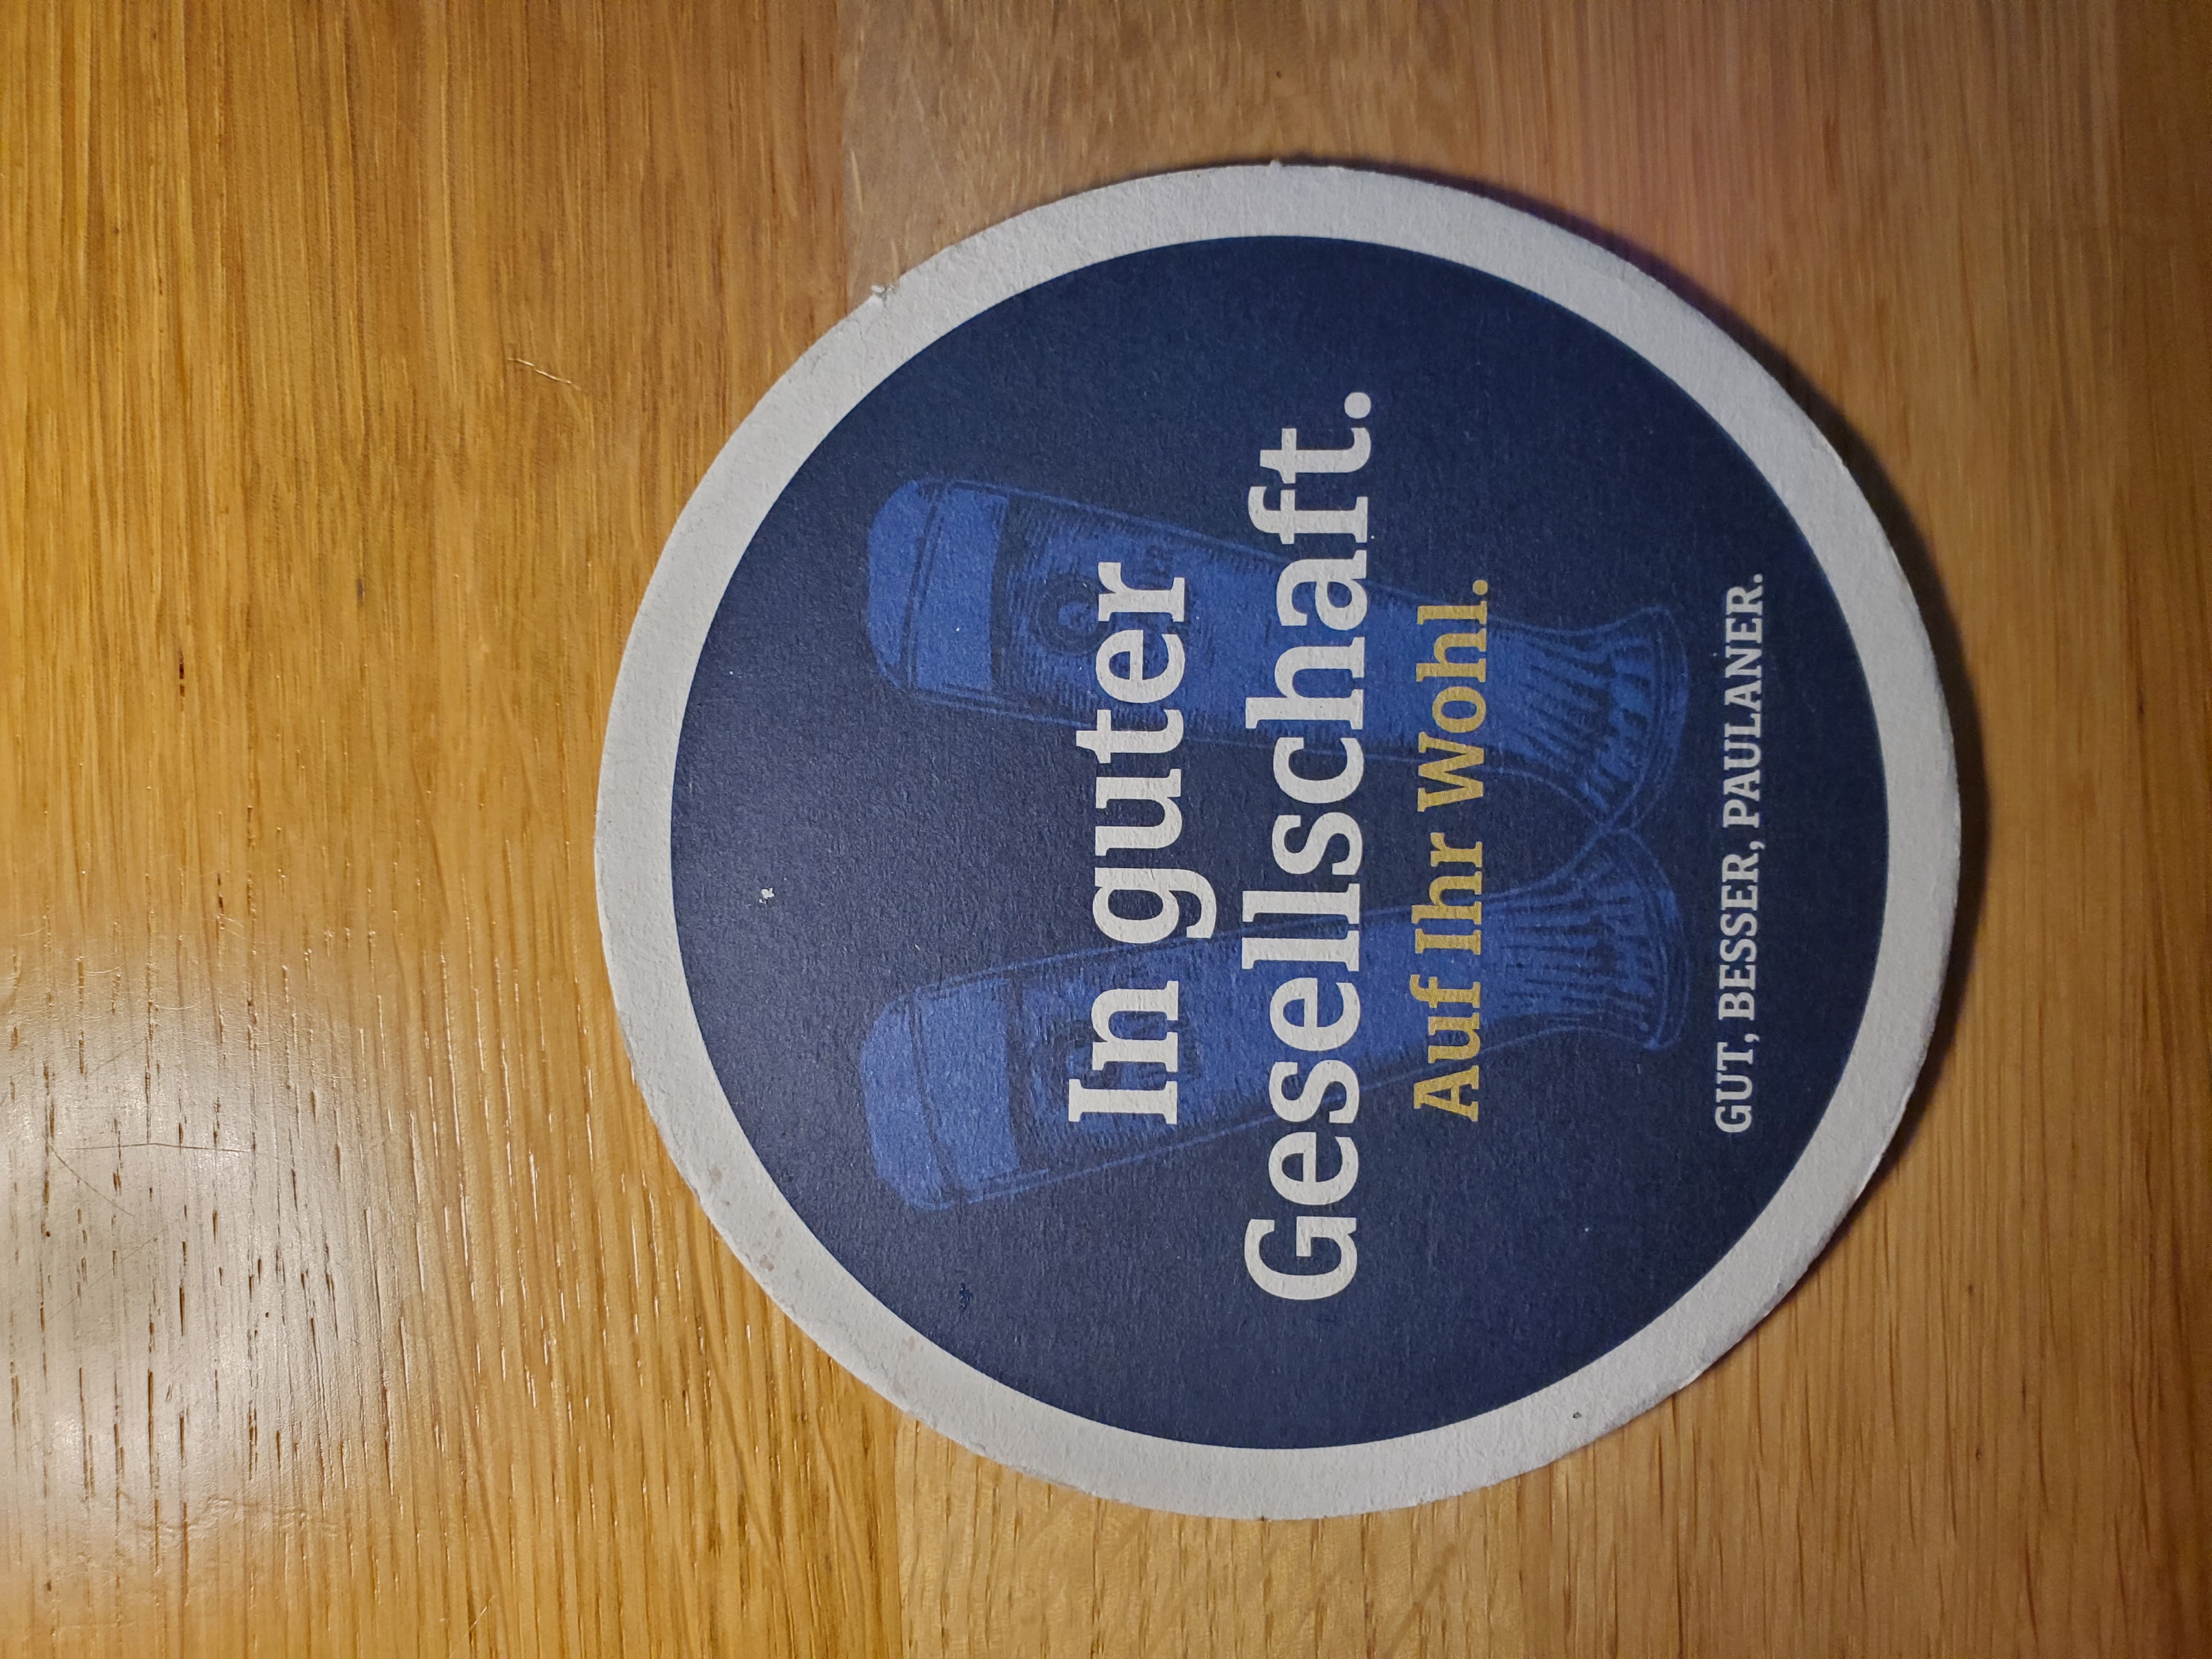 In guter
Gesellschaft.
Auf Ihr Wohl.
GUT, BESSER, PAULANER.